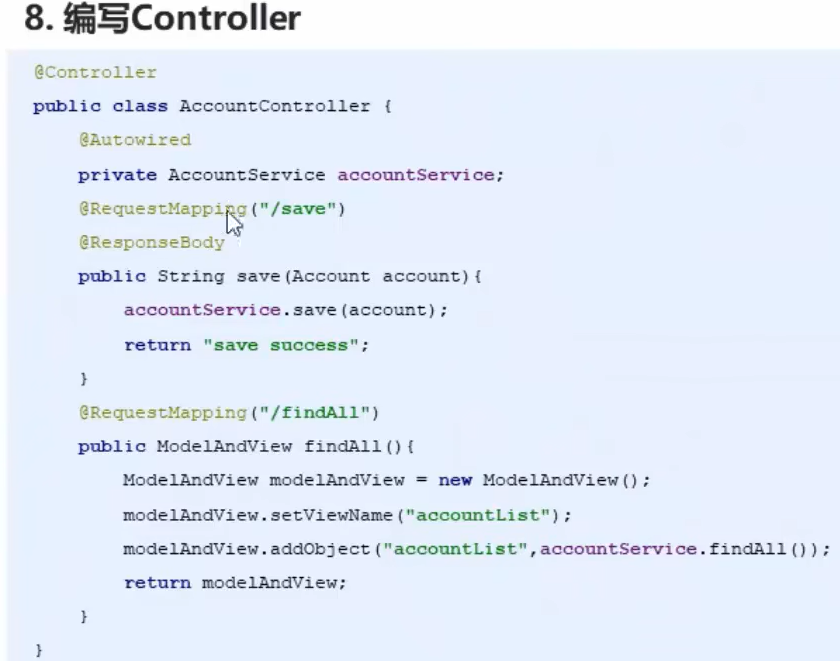 8. 编写Controller
@Controller
public class AccountController {
@Autowired
private AccountService accountService;
@RequestMapping("/save")
@ResponseBody
public String save(Account account){
accountService.save(account);
return "save success";
}
@RequestMapping("/findAll")
public ModelAndView findAll(){
ModelAndView modelAndView = new ModelAndView();
modelAndView.setViewName("accountList");
modelAndView.addObject("accountList",accountService.findAll());
return modelAndView;
}
}